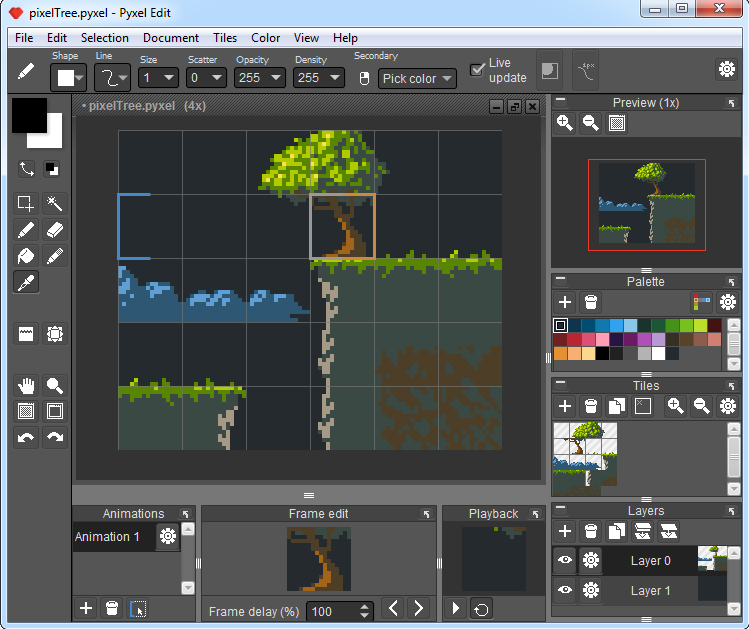 pixelTree.pyxel - Pyxel Edit
File Edit Selection Document Tiles Color View Help
Shape Line Size Scatter Opacity Density Secondary
1 0 255 255 Pick color Live update
•pixelTree.pyxel (4x)
Preview (1x)
Palette
Tiles
Layers
Layer 0
Layer 1
Animations
Animation 1
Frame edit
Frame delay (%) 100
Playback